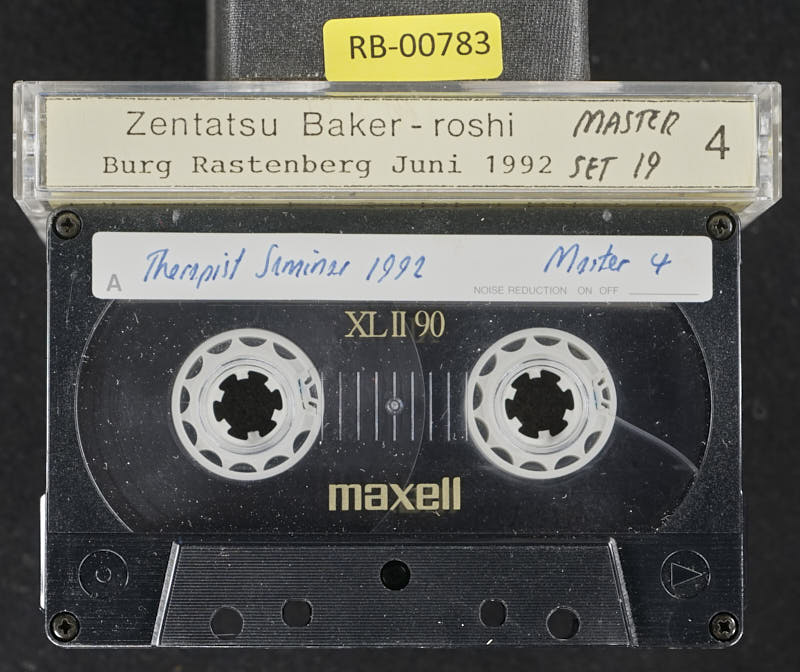 RB-00783
Zentatsu Baker-roshi MASTER 4
Burg Rastenberg Juni 1992 SET 19
Therapist Seminar 1992 Master 4
A NOISE REDUCTION ON OFF
XL II 90
maxell